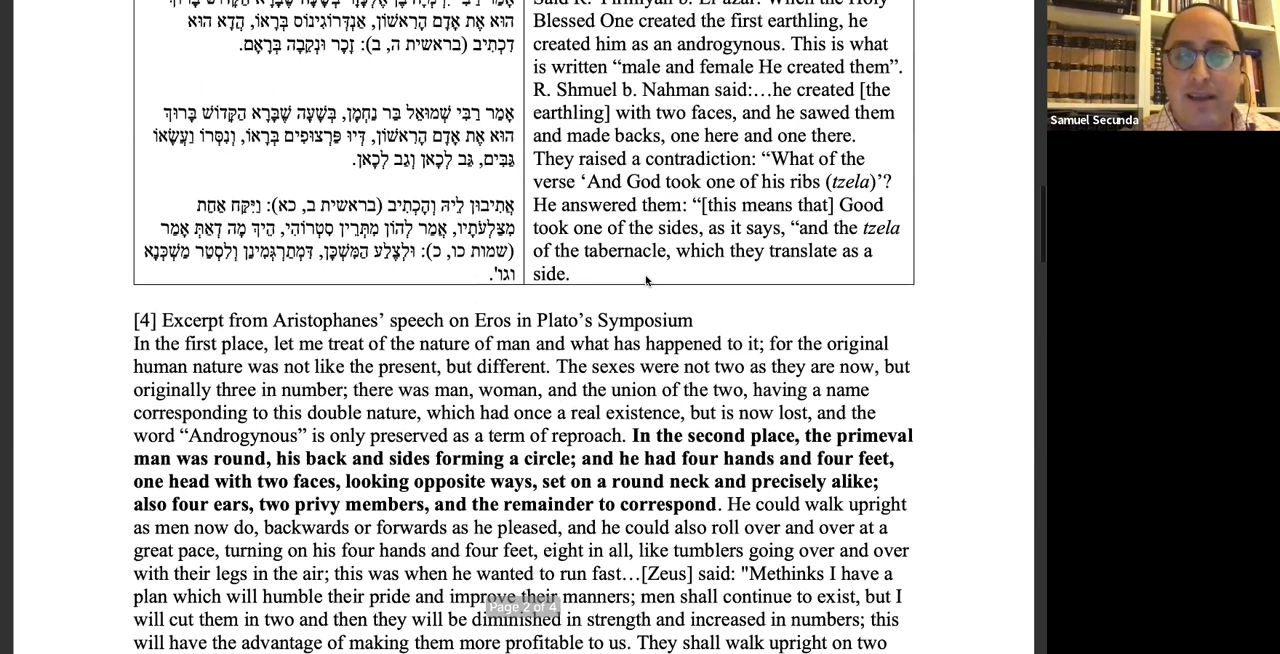 הוּא אֶת אָדָם הָרִאשׁוֹן, אַנְדְּרוֹגִינוֹס בְּרָאוֹ, הֲדָא הוּא
דִכְתִיב (בראשית ה, ב): זָכָר וּנְקֵבָה בְּרָאָם.
אָמַר רַבִּי שְׁמוּאֵל בַּר נַחְמָן, בְּשָׁעָה שֶׁבָּרָא הַקָּדוֹשׁ בָּרוּךְ
הוּא אֶת אָדָם הָרִאשׁוֹן, דְּיוּ פַּרְצוּפִים בְּרָאוֹ, וְנִסְּרוֹ וַעֲשָׂאוֹ
גַּבִּים, גַּב לְכָאן וְגַב לְכָאן.
אֲתִיבוּן לֵיהּ וְהָכְתִיב (בראשית ב, כא): וַיִּקַּח אַחַת
מִצַּלְעֹתָיו, אֲמַר לְהוֹן מִתְּרֵין סִטְרוֹהִי, הֵיךְ מָה דְאַתְּ אָמַר
(שמות כו, כ): וּלְצֶלַע הַמִּשְׁכָּן, דִּמְתַרְגְּמִינַן וְלִסְטַר מַשְׁכְּנָא
וגו'.
Said R. Yirmiyah b. El'azar: When the Holy
Blessed One created the first earthling, he
created him as an androgynous. This is what
is written “male and female He created them”.
R. Shmuel b. Nahman said:…he created [the
earthling] with two faces, and he sawed them
and made backs, one here and one there.
They raised a contradiction: “What of the
verse ‘And God took one of his ribs (tzela)’?
He answered them: “[this means that] Good
took one of the sides, as it says, “and the tzela
of the tabernacle, which they translate as a
side.
[4] Excerpt from Aristophanes’ speech on Eros in Plato’s Symposium
In the first place, let me treat of the nature of man and what has happened to it; for the original
human nature was not like the present, but different. The sexes were not two as they are now, but
originally three in number; there was man, woman, and the union of the two, having a name
corresponding to this double nature, which had once a real existence, but is now lost, and the
word “Androgynous” is only preserved as a term of reproach. In the second place, the primeval
man was round, his back and sides forming a circle; and he had four hands and four feet,
one head with two faces, looking opposite ways, set on a round neck and precisely alike;
also four ears, two privy members, and the remainder to correspond. He could walk upright
as men now do, backwards or forwards as he pleased, and he could also roll over and over at a
great pace, turning on his four hands and four feet, eight in all, like tumblers going over and over
with their legs in the air; this was when he wanted to run fast…[Zeus] said: "Methinks I have a
plan which will humble their pride and improve their manners; men shall continue to exist, but I
will cut them in two and then they will be diminished in strength and increased in numbers; this
will have the advantage of making them more profitable to us. They shall walk upright on two
Page 2 of 4
Samuel Secunda